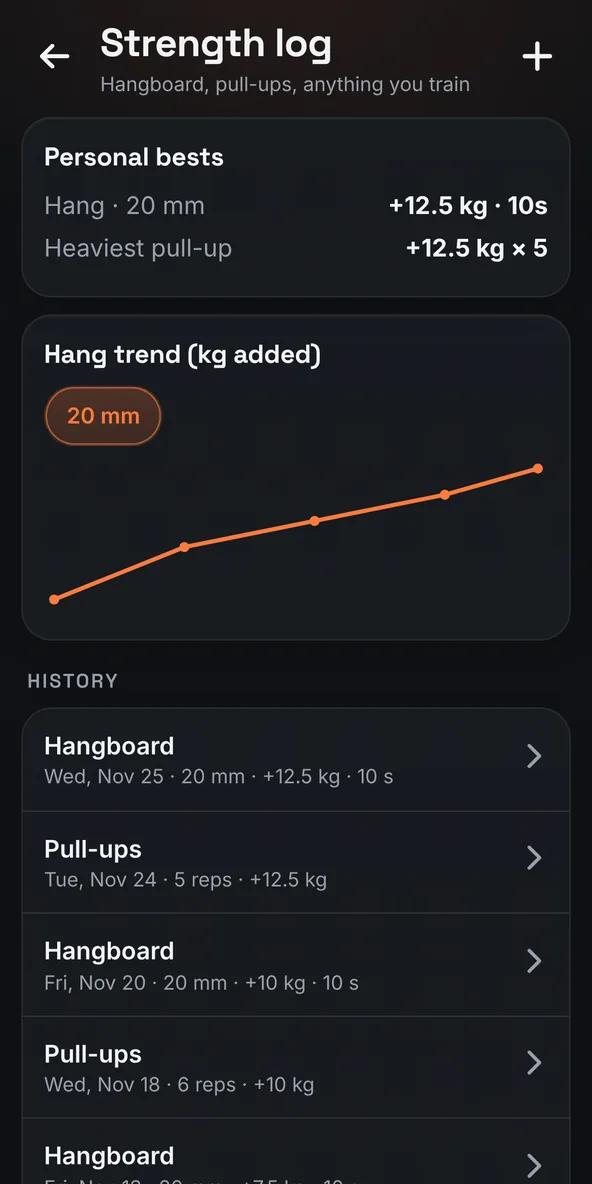 Strength log
Hangboard, pull-ups, anything you train
Personal bests
Hang · 20 mm +12.5 kg · 10s
Heaviest pull-up +12.5 kg × 5
Hang trend (kg added)
20 mm
HISTORY
Hangboard
Wed, Nov 25 · 20 mm · +12.5 kg · 10 s
Pull-ups
Tue, Nov 24 · 5 reps · +12.5 kg
Hangboard
Fri, Nov 20 · 20 mm · +10 kg · 10 s
Pull-ups
Wed, Nov 18 · 6 reps · +10 kg
Hangboard